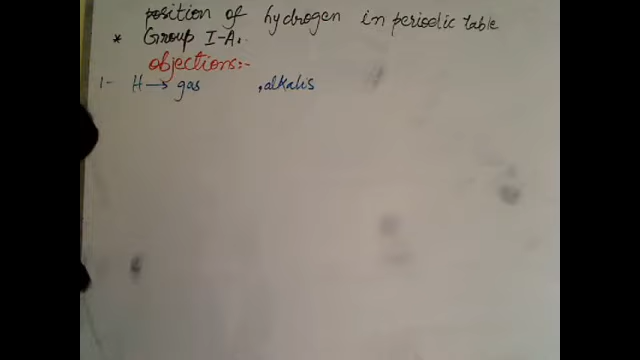 position of hydrogen in periodic table
* Group I-A.
objections:-
1- H → gas , alkalis